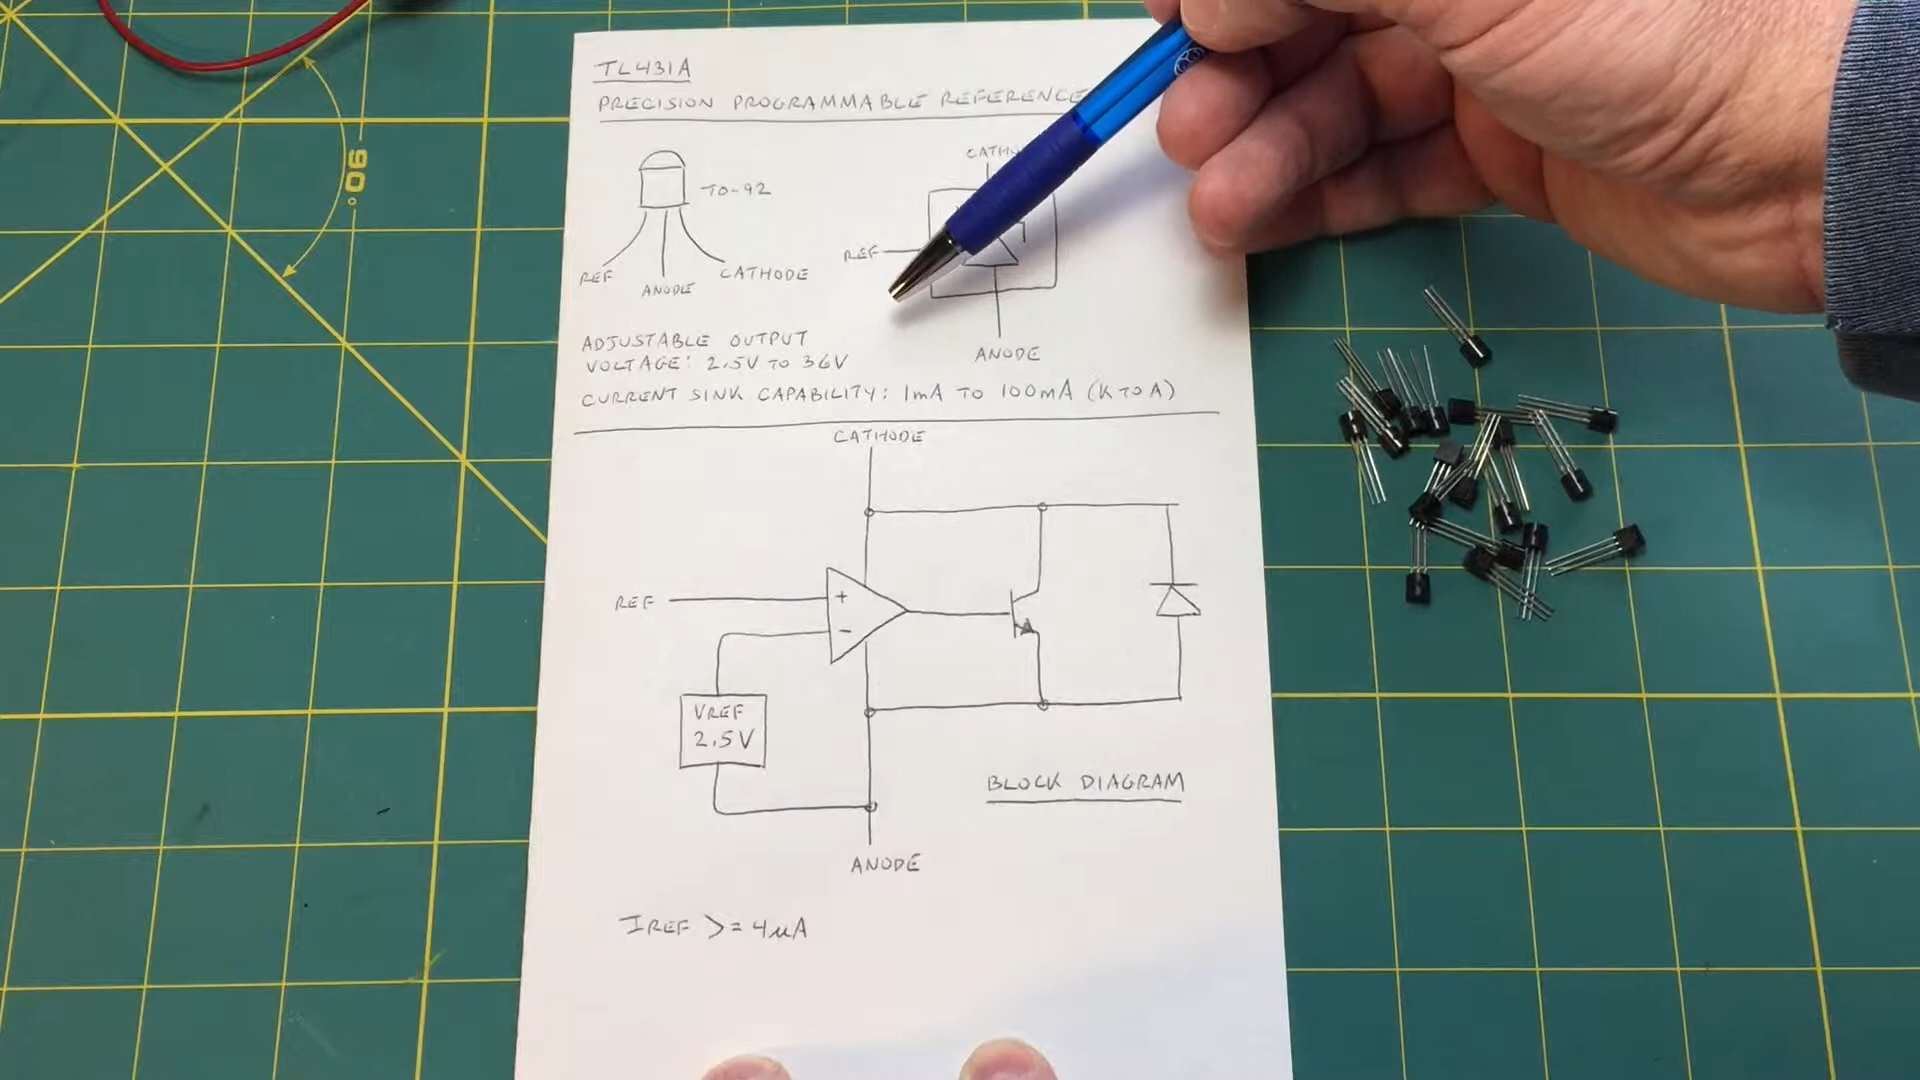 TL431A
PRECISION PROGRAMMABLE REFERENCE
TO-92
REF
ANODE
CATHODE
REF
ANODE
ADJUSTABLE OUTPUT
VOLTAGE: 2.5V TO 36V
CURRENT SINK CAPABILITY: 1mA TO 100mA (K TO A)
CATHODE
REF
+
-
VREF
2.5V
BLOCK DIAGRAM
ANODE
IREF >= 4µA
90°